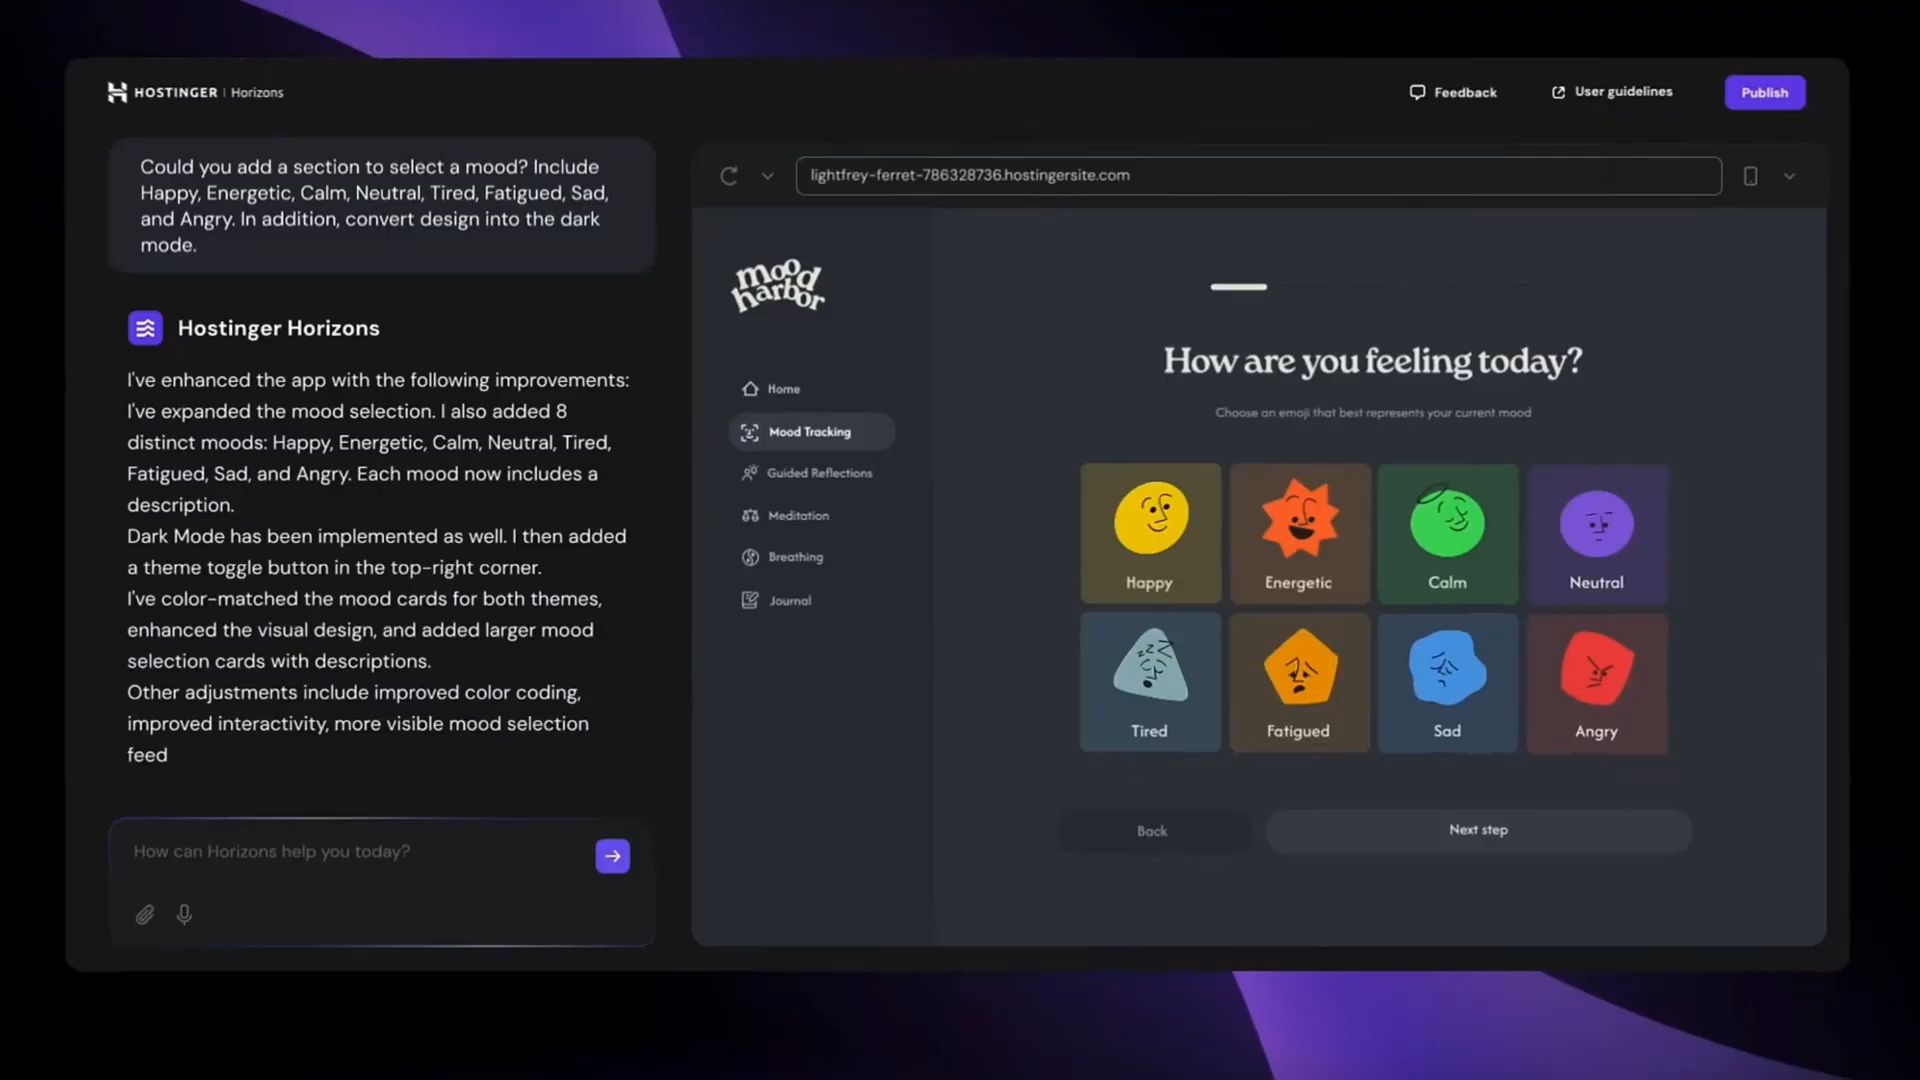 HOSTINGER | Horizons
Feedback
User guidelines
Publish
Could you add a section to select a mood? Include
Happy, Energetic, Calm, Neutral, Tired, Fatigued, Sad,
and Angry. In addition, convert design into the dark
mode.
Hostinger Horizons
I've enhanced the app with the following improvements:
I've expanded the mood selection. I also added 8
distinct moods: Happy, Energetic, Calm, Neutral, Tired,
Fatigued, Sad, and Angry. Each mood now includes a
description.
Dark Mode has been implemented as well. I then added
a theme toggle button in the top-right corner.
I've color-matched the mood cards for both themes,
enhanced the visual design, and added larger mood
selection cards with descriptions.
Other adjustments include improved color coding,
improved interactivity, more visible mood selection
feed
How can Horizons help you today?
lightfrey-ferret-786328736.hostingersite.com
mood
harbor
Home
Mood Tracking
Guided Reflections
Meditation
Breathing
Journal
How are you feeling today?
Choose an emoji that best represents your current mood
Happy
Energetic
Calm
Neutral
zzZ
Tired
Fatigued
Sad
Angry
Back
Next step